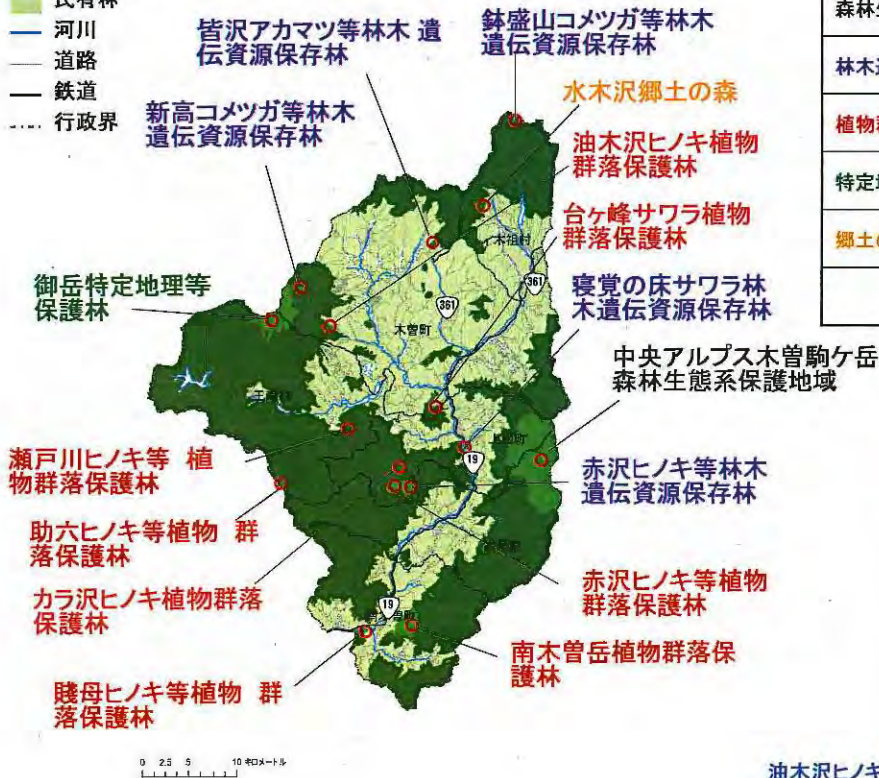 民有林
河川
道路
鉄道
行政界
皆沢アカマツ等林木 遺
伝資源保存林
鉢盛山コメツガ等林木
遺伝資源保存林
新高コメツガ等林木
遺伝資源保存林
水木沢郷土の森
油木沢ヒノキ植物
群落保護林
台ヶ峰サワラ植物
群落保護林
御岳特定地理等
保護林
寝覚の床サワラ林
木遺伝資源保存林
中央アルプス木曽駒ケ岳
森林生態系保護地域
瀬戸川ヒノキ等 植
物群落保護林
赤沢ヒノキ等林木
遺伝資源保存林
助六ヒノキ等植物 群
落保護林
カラ沢ヒノキ植物群落
保護林
赤沢ヒノキ等植物
群落保護林
南木曽岳植物群落保
護林
賤母ヒノキ等植物 群
落保護林
木祖村
木曽町
361
361
19
19
0 2.5 5 10 キロメートル
森林生
林木遺
植物群
特定地
郷土の
油木沢ヒノキ